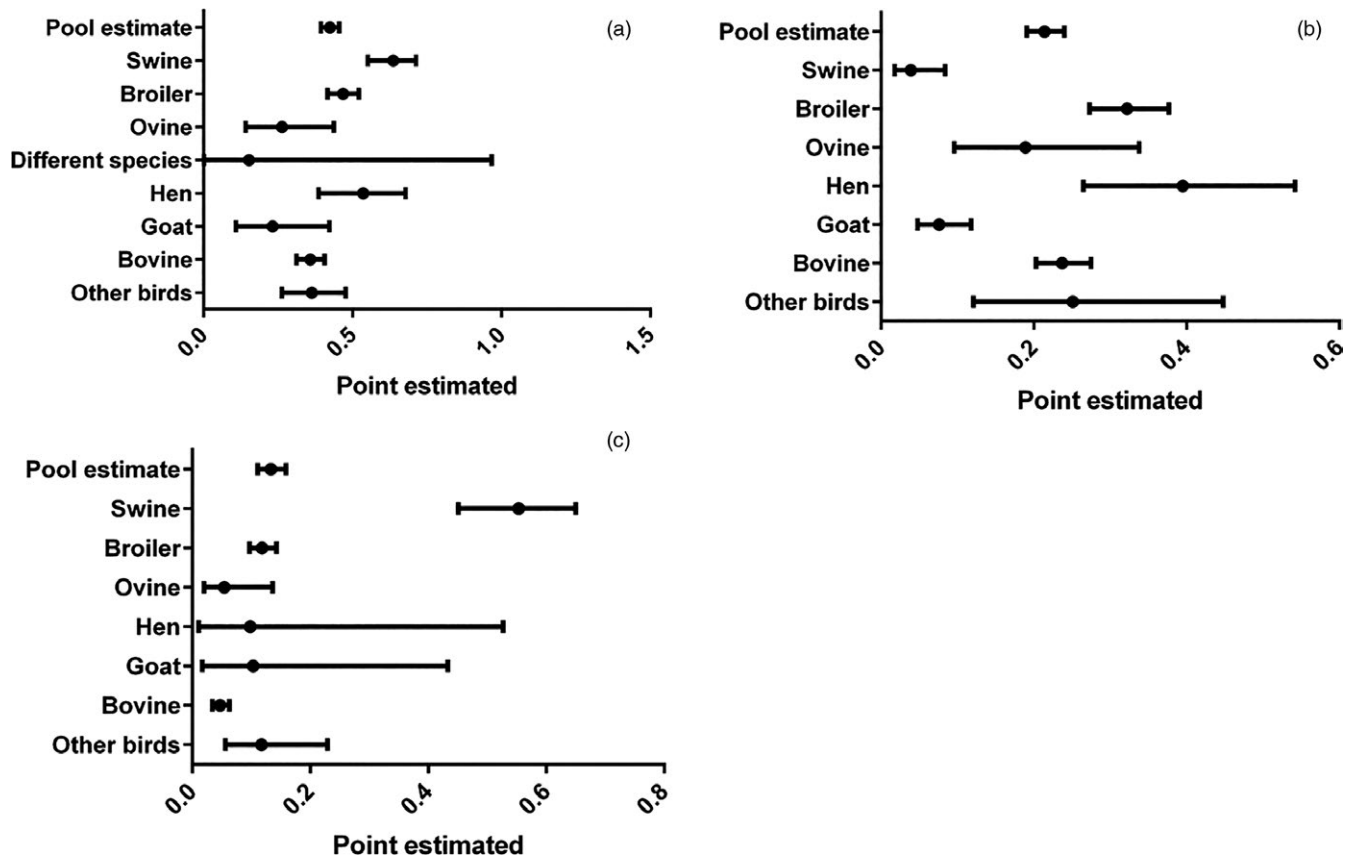 (a)
Pool estimate
Swine
Broiler
Ovine
Different species
Hen
Goat
Bovine
Other birds
0.0 0.5 1.0 1.5
Point estimated
(b)
Pool estimate
Swine
Broiler
Ovine
Hen
Goat
Bovine
Other birds
0.0 0.2 0.4 0.6
Point estimated
(c)
Pool estimate
Swine
Broiler
Ovine
Hen
Goat
Bovine
Other birds
0.0 0.2 0.4 0.6 0.8
Point estimated